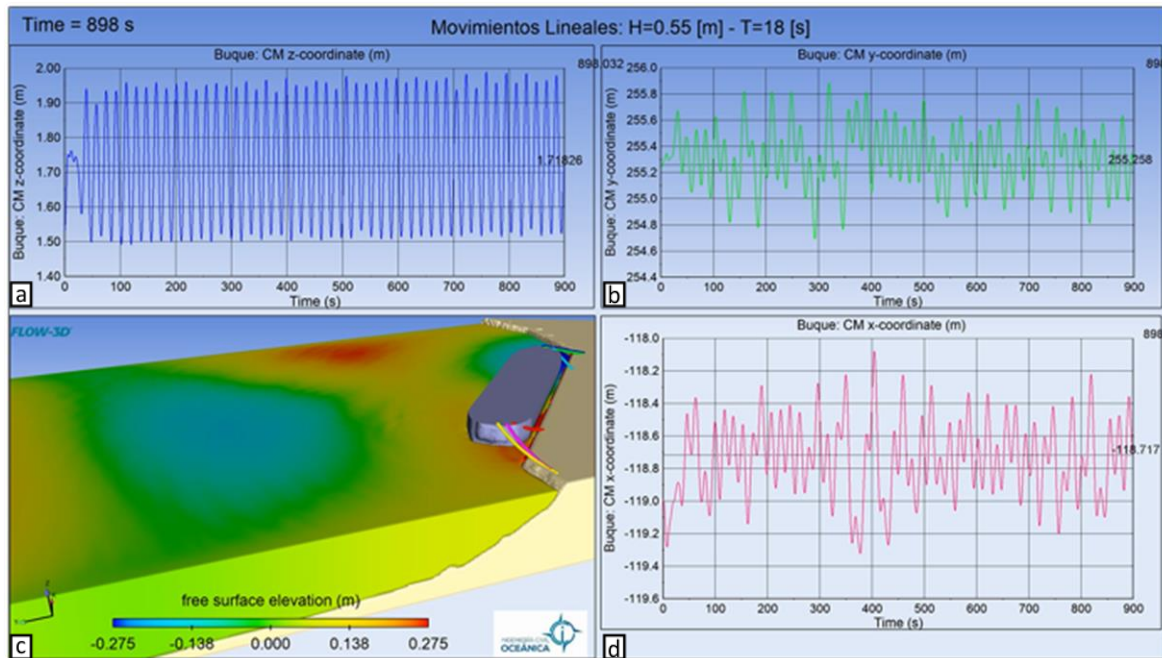 Time = 898 s
Movimientos Lineales: H=0.55 [m] - T=18 [s]
Buque: CM z-coordinate (m)
898.032
Buque: CM z-coordinate (m)
2.00
1.90
1.80
1.70
1.60
1.50
1.40
1.71826
0 100 200 300 400 500 600 700 800 900
Time (s)
a
Buque: CM y-coordinate (m)
898
Buque: CM y-coordinate (m)
256.0
255.8
255.6
255.4
255.2
255.0
254.8
254.6
254.4
255.258
0 100 200 300 400 500 600 700 800 900
Time (s)
b
FLOW-3D
free surface elevation (m)
-0.275 -0.138 0.000 0.138 0.275
INGENIERÍA CIVIL
OCEÁNICA
c
Buque: CM x-coordinate (m)
898
Buque: CM x-coordinate (m)
-118.0
-118.2
-118.4
-118.6
-118.8
-119.0
-119.2
-119.4
-119.6
-118.717
0 100 200 300 400 500 600 700 800 900
Time (s)
d